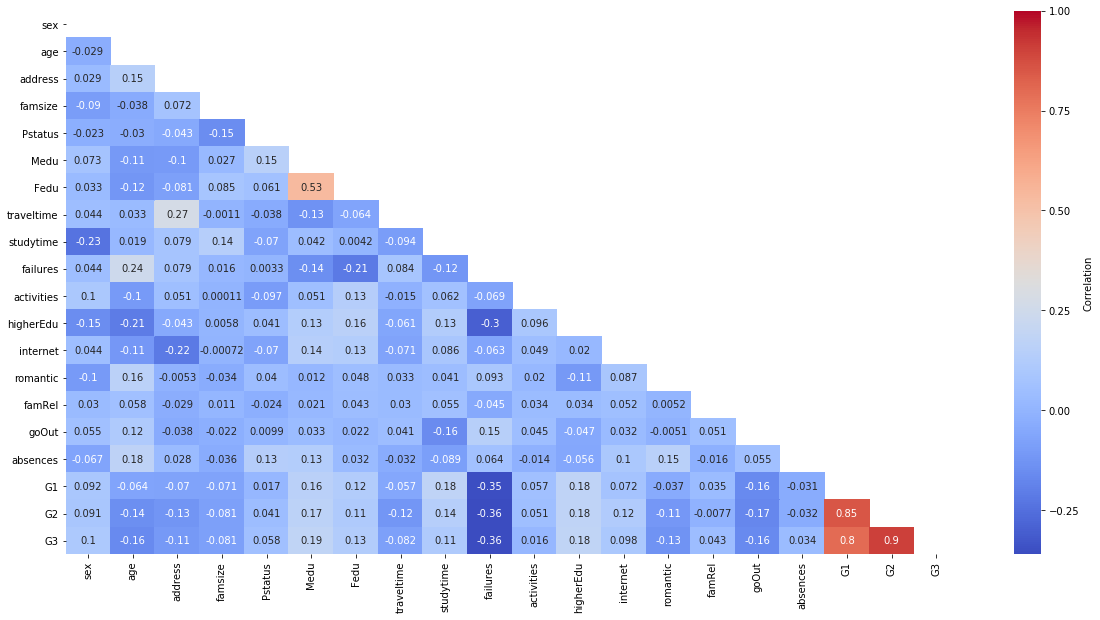 sex
age -0.029
address 0.029 0.15
famsize -0.09 -0.038 0.072
Pstatus -0.023 -0.03 -0.043 -0.15
Medu 0.073 -0.11 -0.1 0.027 0.15
Fedu 0.033 -0.12 -0.081 0.085 0.061 0.53
traveltime 0.044 0.033 0.27 -0.0011 -0.038 -0.13 -0.064
studytime -0.23 0.019 0.079 0.14 -0.07 0.042 0.0042 -0.094
failures 0.044 0.24 0.079 0.016 0.0033 -0.14 -0.21 0.084 -0.12
activities 0.1 -0.1 0.051 0.00011 -0.097 0.051 0.13 -0.015 0.062 -0.069
higherEdu -0.15 -0.21 -0.043 0.0058 0.041 0.13 0.16 -0.061 0.13 -0.3 0.096
internet 0.044 -0.11 -0.22 -0.00072 -0.07 0.14 0.13 -0.071 0.086 -0.063 0.049 0.02
romantic -0.1 0.16 -0.0053 -0.034 0.04 0.012 0.048 0.033 0.041 0.093 0.02 -0.11 0.087
famRel 0.03 0.058 -0.029 0.011 -0.024 0.021 0.043 0.03 0.055 -0.045 0.034 0.034 0.052 0.0052
goOut 0.055 0.12 -0.038 -0.022 0.0099 0.033 0.022 0.041 -0.16 0.15 0.045 -0.047 0.032 -0.0051 0.051
absences -0.067 0.18 0.028 -0.036 0.13 0.13 0.032 -0.032 -0.089 0.064 -0.014 -0.056 0.1 0.15 -0.016 0.055
G1 0.092 -0.064 -0.07 -0.071 0.017 0.16 0.12 -0.057 0.18 -0.35 0.057 0.18 0.072 -0.037 0.035 -0.16 -0.031
G2 0.091 -0.14 -0.13 -0.081 0.041 0.17 0.11 -0.12 0.14 -0.36 0.051 0.18 0.12 -0.11 -0.0077 -0.17 -0.032 0.85
G3 0.1 -0.16 -0.11 -0.081 0.058 0.19 0.13 -0.082 0.11 -0.36 0.016 0.18 0.098 -0.13 0.043 -0.16 0.034 0.8 0.9
sex age address famsize Pstatus Medu Fedu traveltime studytime failures activities higherEdu internet romantic famRel goOut absences G1 G2 G3
1.00
0.75
0.50
0.25
0.00
−0.25
Correlation